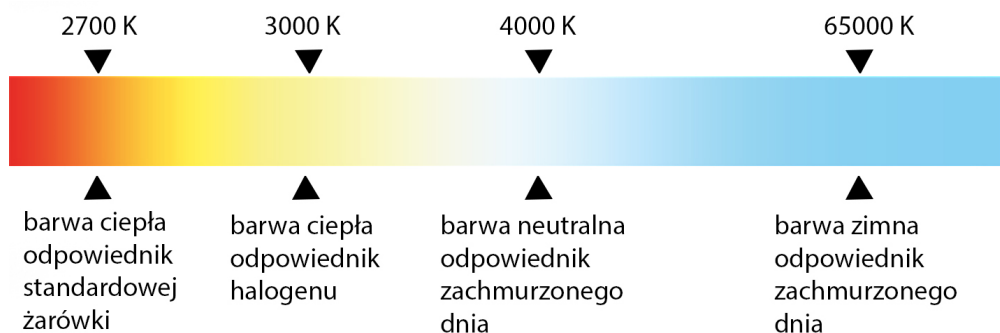 2700 K
3000 K
4000 K
65000 K
barwa ciepła
odpowiednik
standardowej
żarówki
barwa ciepła
odpowiednik
halogenu
barwa neutralna
odpowiednik
zachmurzonego
dnia
barwa zimna
odpowiednik
zachmurzonego
dnia